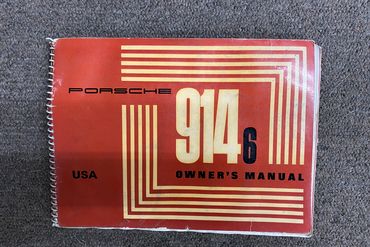 PORSCHE
914 6
USA
OWNER'S MANUAL